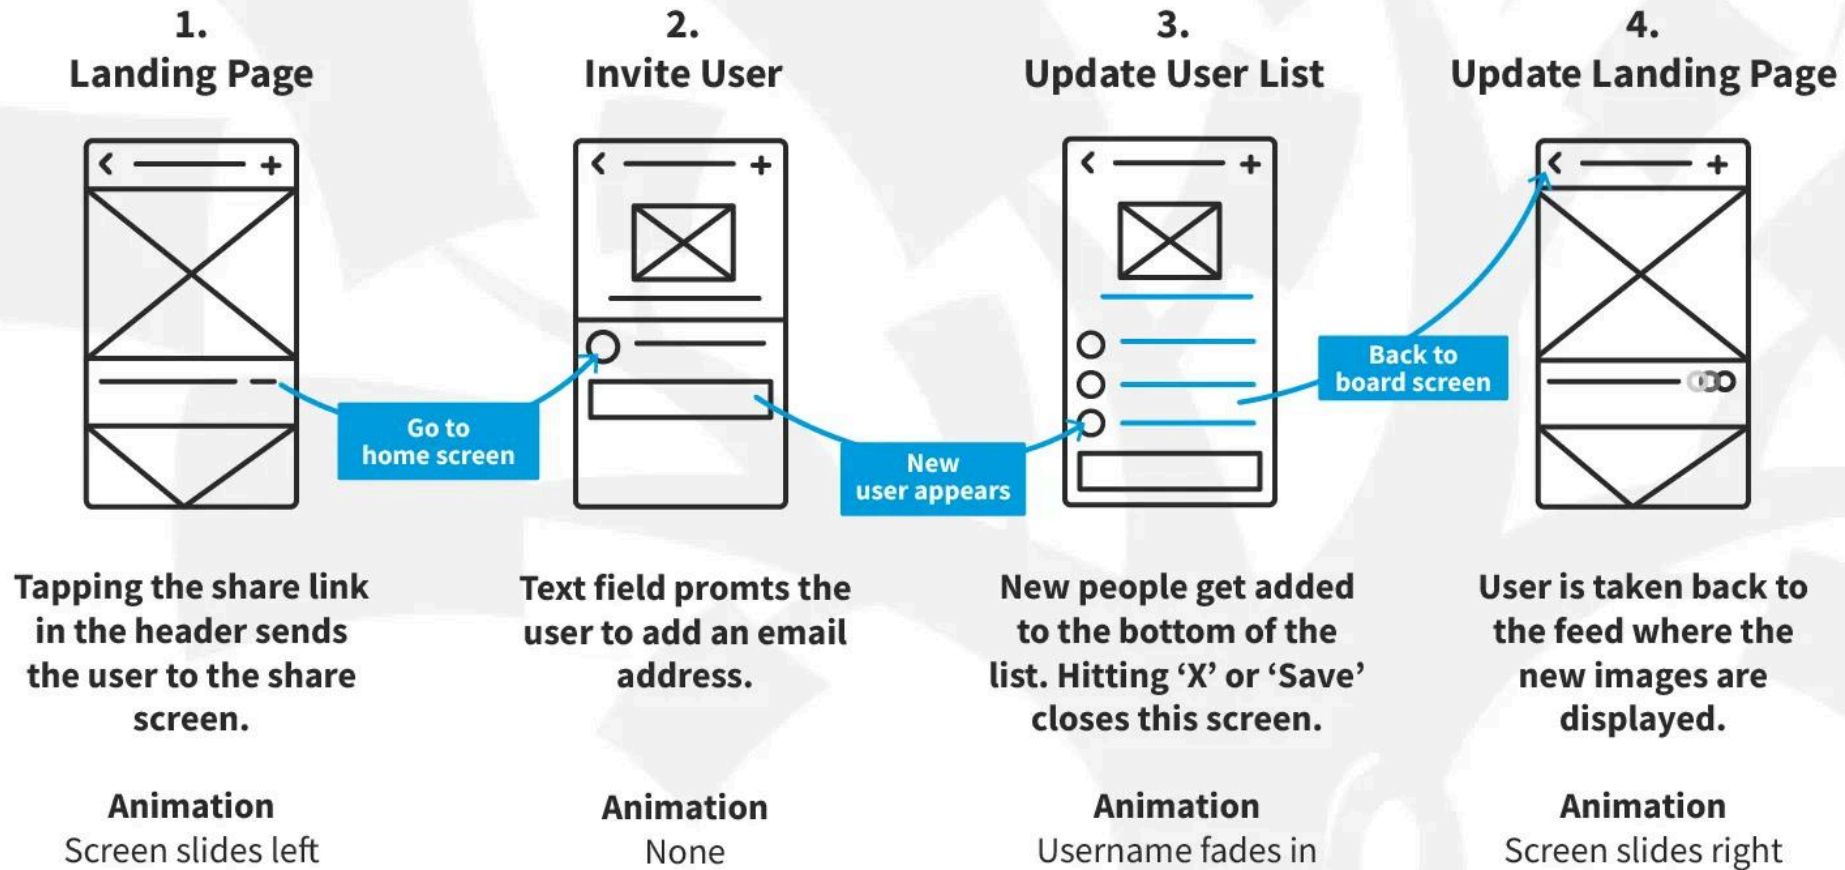 1.
Landing Page
2.
Invite User
3.
Update User List
4.
Update Landing Page
Go to
home screen
New
user appears
Back to
board screen
Tapping the share link
in the header sends
the user to the share
screen.
Text field promts the
user to add an email
address.
New people get added
to the bottom of the
list. Hitting ‘X’ or ‘Save’
closes this screen.
User is taken back to
the feed where the
new images are
displayed.
Animation
Screen slides left
Animation
None
Animation
Username fades in
Animation
Screen slides right